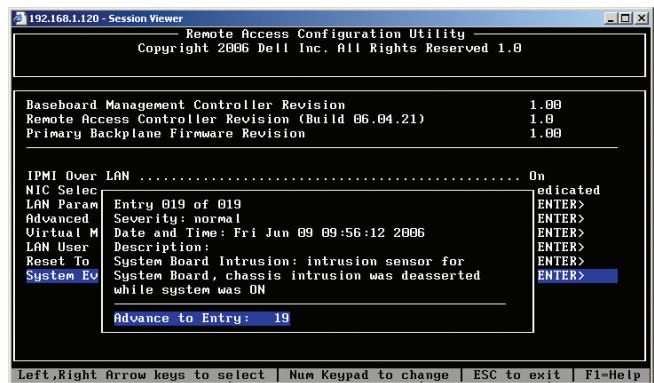 192.168.1.120 - Session Viewer
Remote Access Configuration Utility
Copyright 2006 Dell Inc. All Rights Reserved 1.0
Baseboard Management Controller Revision 1.00
Remote Access Controller Revision (Build 06.04.21) 1.0
Primary Backplane Firmware Revision 1.00
IPMI Over LAN ................................................ On
NIC Selec edicated
LAN Param ENTER>
Advanced ENTER>
Virtual M ENTER>
LAN User ENTER>
Reset To ENTER>
System Ev ENTER>
Entry 019 of 019
Severity: normal
Date and Time: Fri Jun 09 09:56:12 2006
Description:
System Board Intrusion: intrusion sensor for
System Board, chassis intrusion was deasserted
while system was ON
Advance to Entry: 19
Left,Right Arrow keys to select | Num Keypad to change | ESC to exit | F1=Help